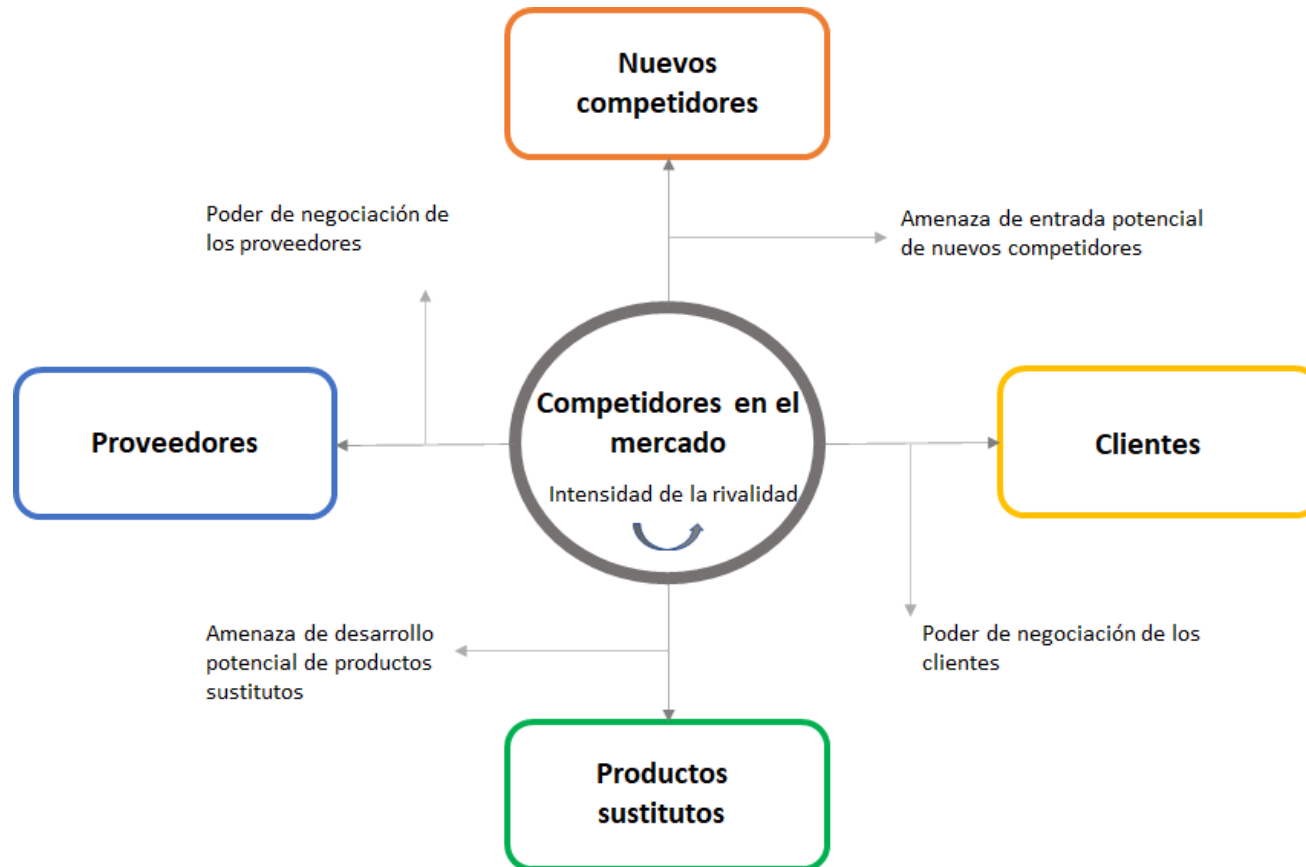 Nuevos
competidores
Poder de negociación de
los proveedores
Amenaza de entrada potencial
de nuevos competidores
Proveedores
Competidores en el
mercado
Intensidad de la rivalidad
Clientes
Amenaza de desarrollo
potencial de productos
sustitutos
Poder de negociación de los
clientes
Productos
sustitutos